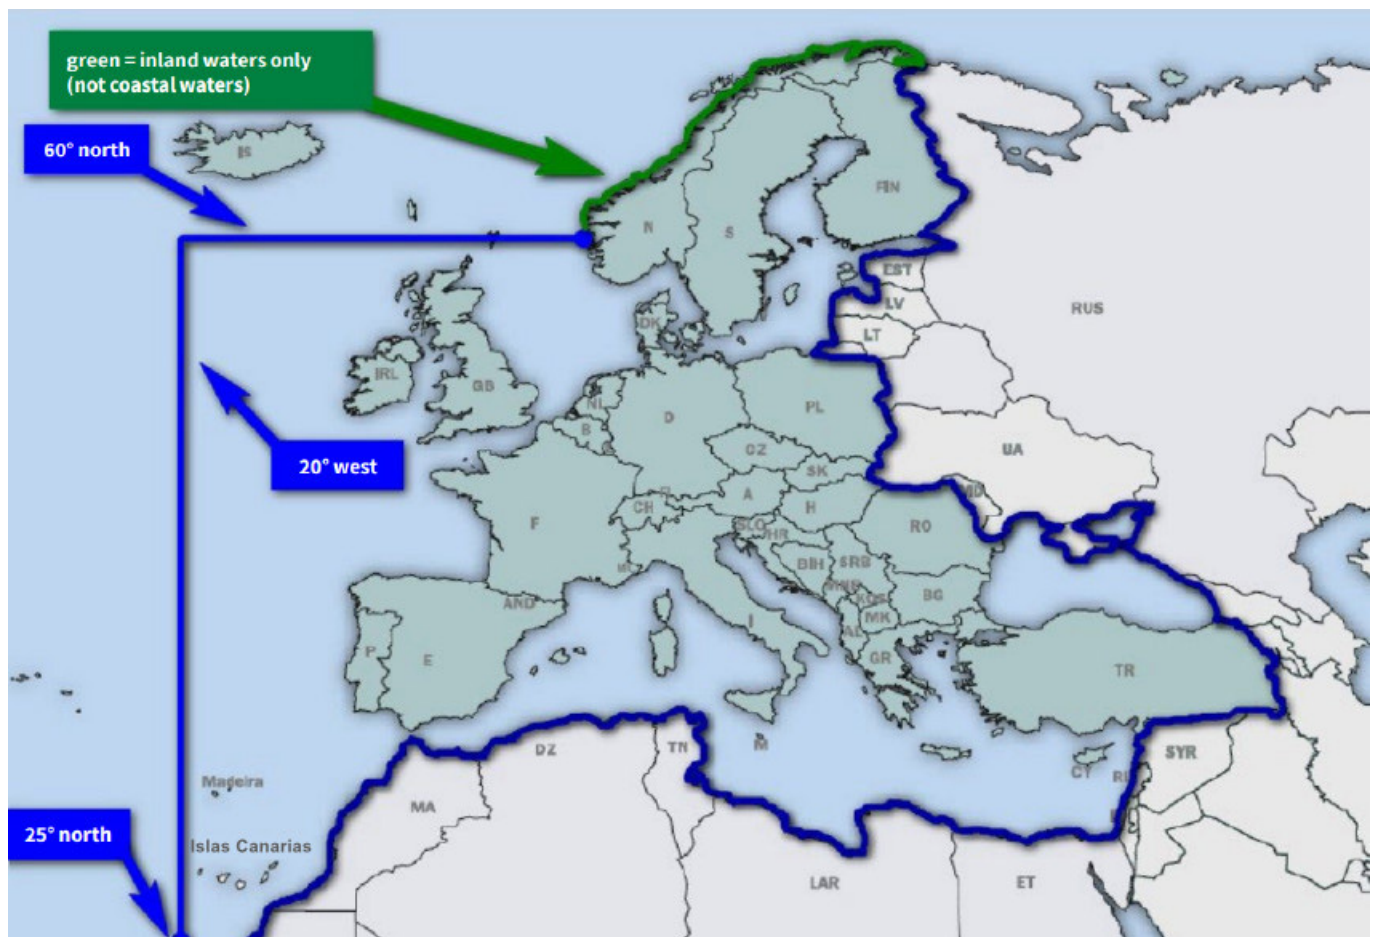 green = inland waters only
(not coastal waters)
60° north
IS
FIN
N
S
EST
RUS
LV
DK
LT
IRL
GB
NL
PL
D
B
20° west
CZ
UA
SK
A
MD
CH
H
F
SLO
RO
HR
BIH
SRB
BG
AND
KOS
MK
I
AL
P
E
GR
TR
DZ
TN
M
SYR
CY
Madeira
MA
25° north
Islas Canarias
LAR
ET